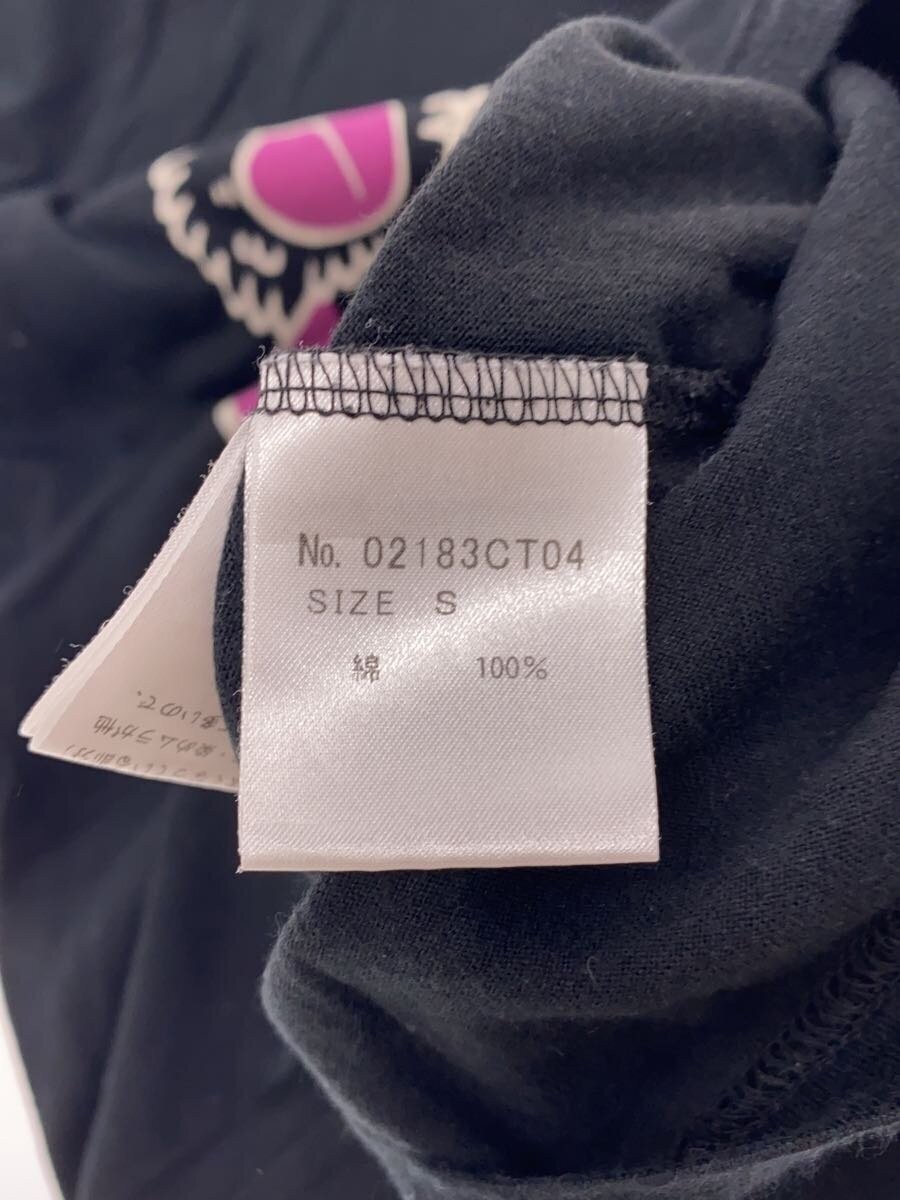 No. 02183CT04
SIZE S
綿 100%